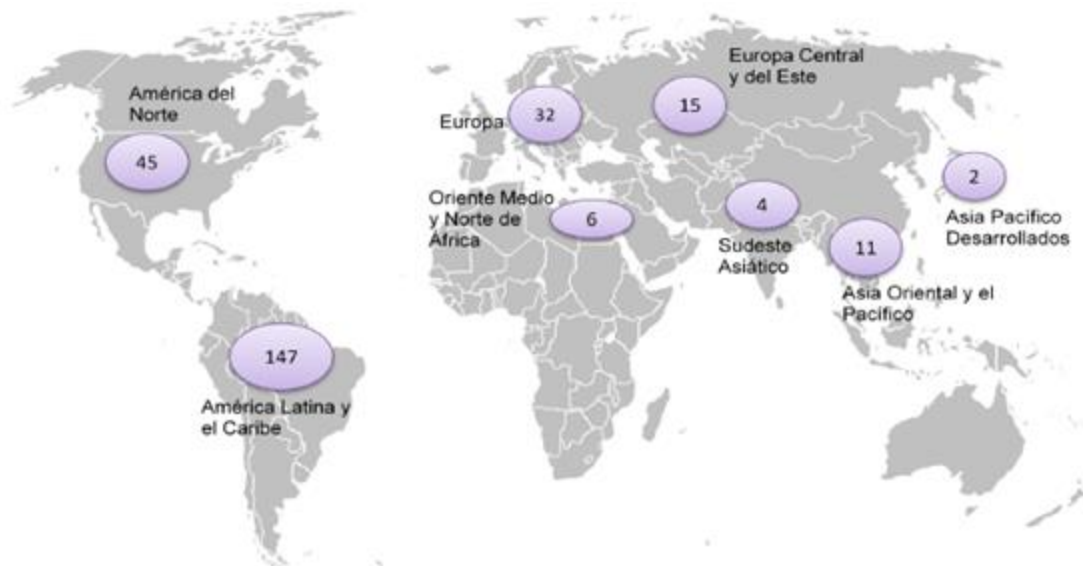 América del
Norte
45
Europa
32
Europa Central
y del Este
15
Oriente Medio
y Norte de
África
6
4
Sudeste
Asiático
2
Asia Pacífico
Desarrollados
11
Asia Oriental y el
Pacífico
147
América Latina y
el Caribe